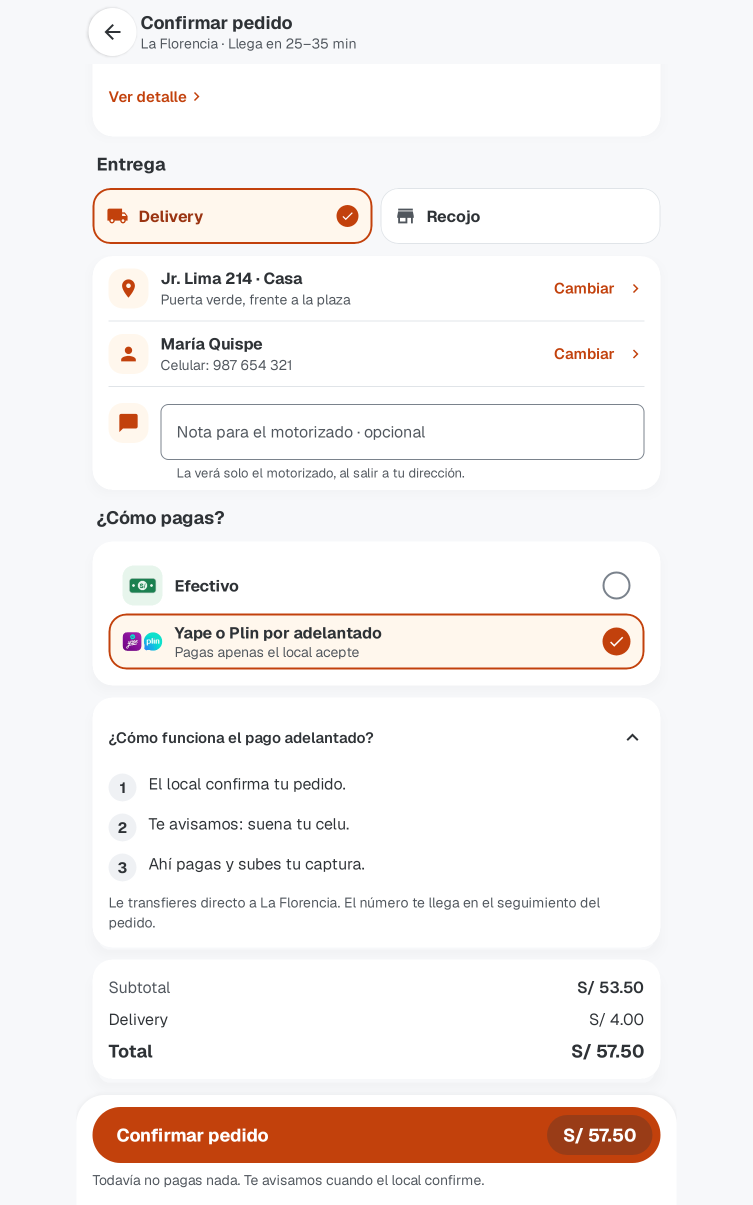 Confirmar pedido
La Florencia · Llega en 25–35 min
Ver detalle
Entrega
Delivery
Recojo
Jr. Lima 214 · Casa
Puerta verde, frente a la plaza
Cambiar
María Quispe
Celular: 987 654 321
Cambiar
Nota para el motorizado · opcional
La verá solo el motorizado, al salir a tu dirección.
¿Cómo pagas?
Efectivo
plin
Yape o Plin por adelantado
Pagas apenas el local acepte
¿Cómo funciona el pago adelantado?
1 El local confirma tu pedido.
2 Te avisamos: suena tu celu.
3 Ahí pagas y subes tu captura.
Le transfieres directo a La Florencia. El número te llega en el seguimiento del
pedido.
Subtotal S/ 53.50
Delivery S/ 4.00
Total S/ 57.50
Confirmar pedido S/ 57.50
Todavía no pagas nada. Te avisamos cuando el local confirme.